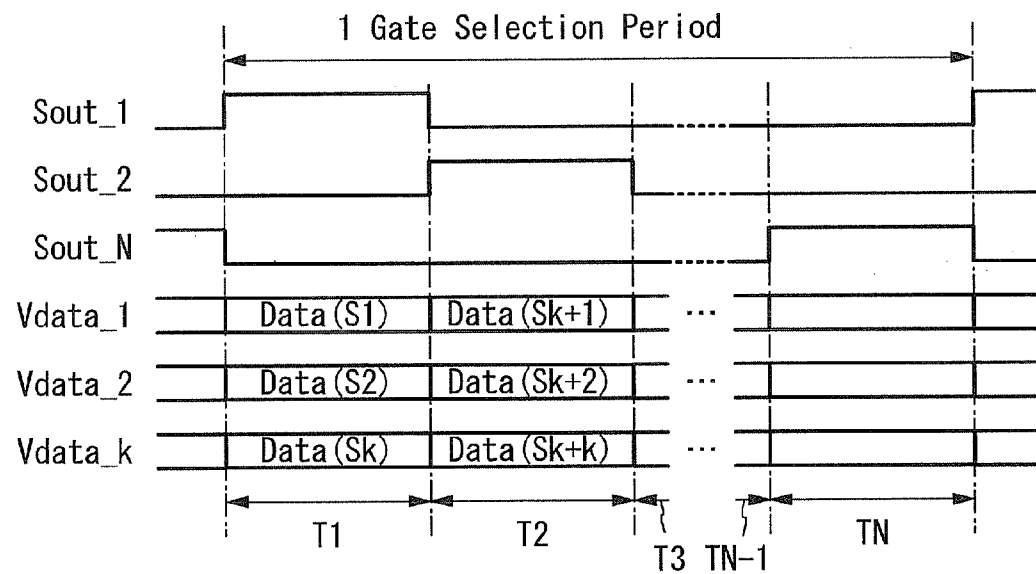 1 Gate Selection Period
Sout_1
Sout_2
Sout_N
Vdata_1 Data(S1) Data(Sk+1) ...
Vdata_2 Data(S2) Data(Sk+2) ...
Vdata_k Data(Sk) Data(Sk+k) ...
T1 T2 T3 TN-1 TN